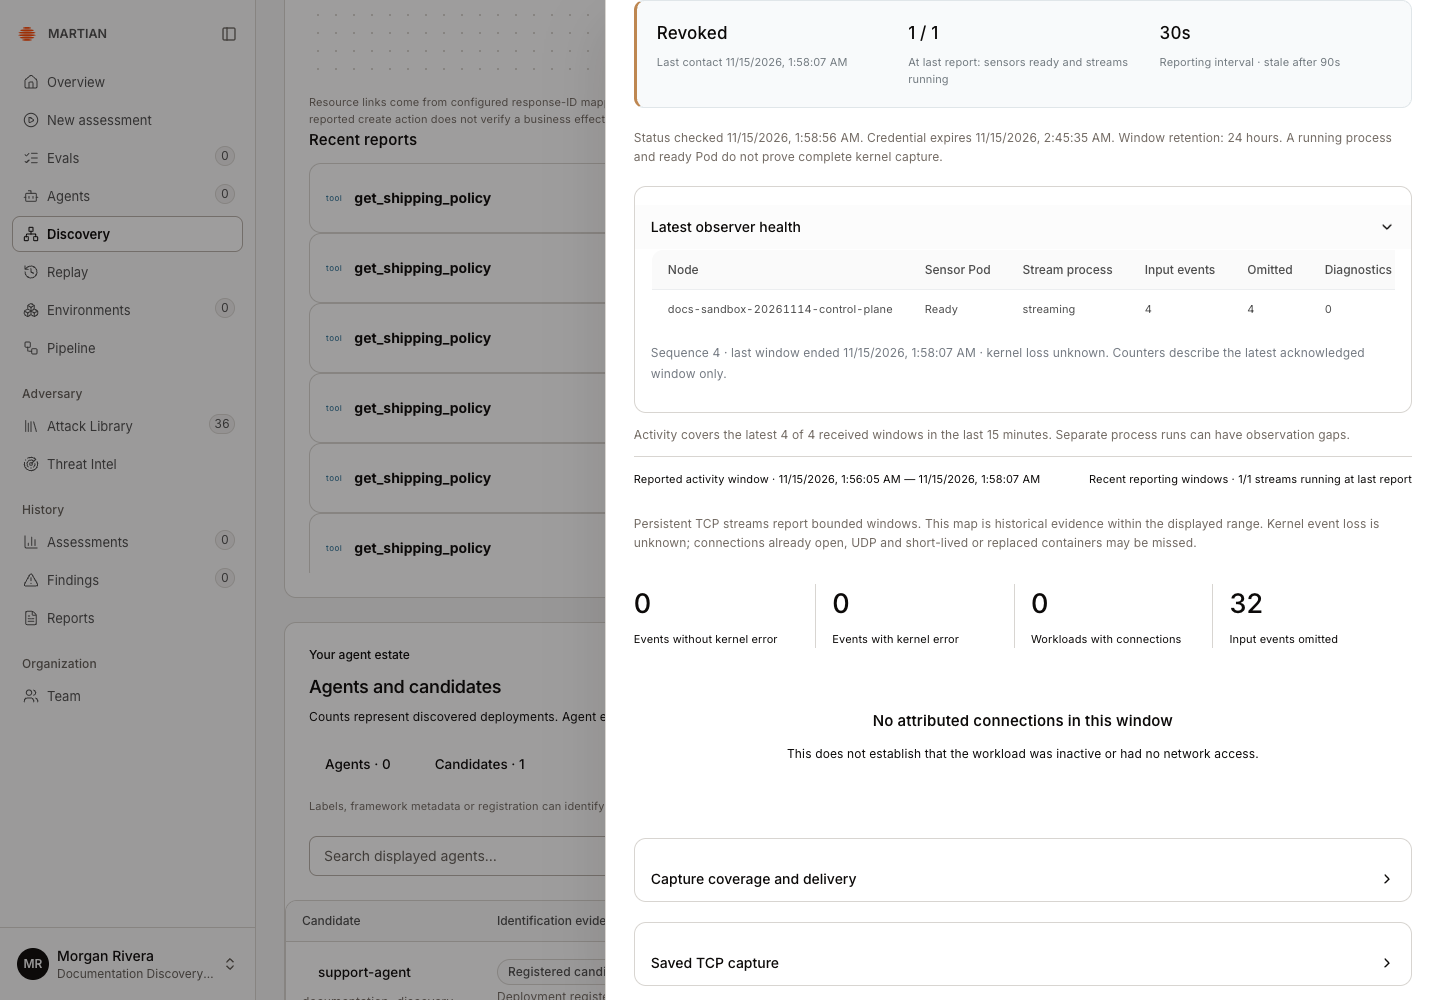 MARTIAN
Overview
New assessment
Evals
0
Agents
0
Discovery
Replay
Environments
0
Pipeline
Adversary
Attack Library
36
Threat Intel
History
Assessments
0
Findings
0
Reports
Organization
Team
MR
Morgan Rivera
Documentation Discovery...
Resource links come from configured response-ID map
reported create action does not verify a business effect
Recent reports
tool get_shipping_policy
tool get_shipping_policy
tool get_shipping_policy
tool get_shipping_policy
tool get_shipping_policy
tool get_shipping_policy
Your agent estate
Agents and candidates
Counts represent discovered deployments. Agent e
Agents · 0 Candidates · 1
Labels, framework metadata or registration can identify
Search displayed agents...
Candidate Identification evide
support-agent Registered candi
Deployment registe
Revoked
Last contact 11/15/2026, 1:58:07 AM
1 / 1
At last report: sensors ready and streams
running
30s
Reporting interval · stale after 90s
Status checked 11/15/2026, 1:58:56 AM. Credential expires 11/15/2026, 2:45:35 AM. Window retention: 24 hours. A running process
and ready Pod do not prove complete kernel capture.
Latest observer health
Node Sensor Pod Stream process Input events Omitted Diagnostics
docs-sandbox-20261114-control-plane Ready streaming 4 4 0
Sequence 4 · last window ended 11/15/2026, 1:58:07 AM · kernel loss unknown. Counters describe the latest acknowledged
window only.
Activity covers the latest 4 of 4 received windows in the last 15 minutes. Separate process runs can have observation gaps.
Reported activity window · 11/15/2026, 1:56:05 AM — 11/15/2026, 1:58:07 AM
Recent reporting windows · 1/1 streams running at last report
Persistent TCP streams report bounded windows. This map is historical evidence within the displayed range. Kernel event loss is
unknown; connections already open, UDP and short-lived or replaced containers may be missed.
0
Events without kernel error
0
Events with kernel error
0
Workloads with connections
32
Input events omitted
No attributed connections in this window
This does not establish that the workload was inactive or had no network access.
Capture coverage and delivery
Saved TCP capture